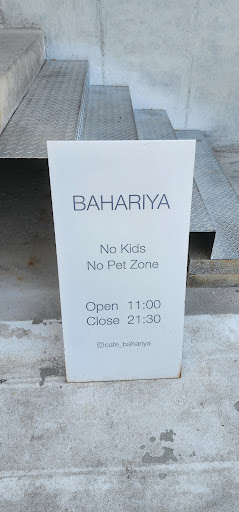 BAHARIYA
No Kids
No Pet Zone
Open 11:00
Close 21:30
@cafe_bahariya